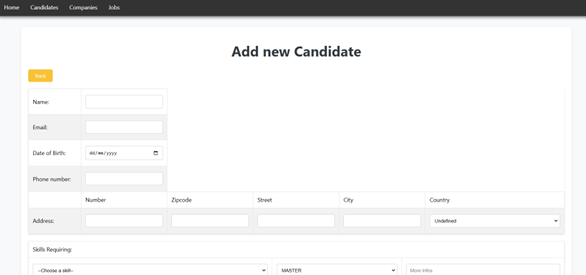 Home Candidates Companies Jobs
Add new Candidate
Back
Name:
Email:
Date of Birth: dd/mm/yyyy
Phone number:
Number Zipcode Street City Country
Address: Undefined
Skills Requiring:
--Choose a skill-- MASTER More Infos